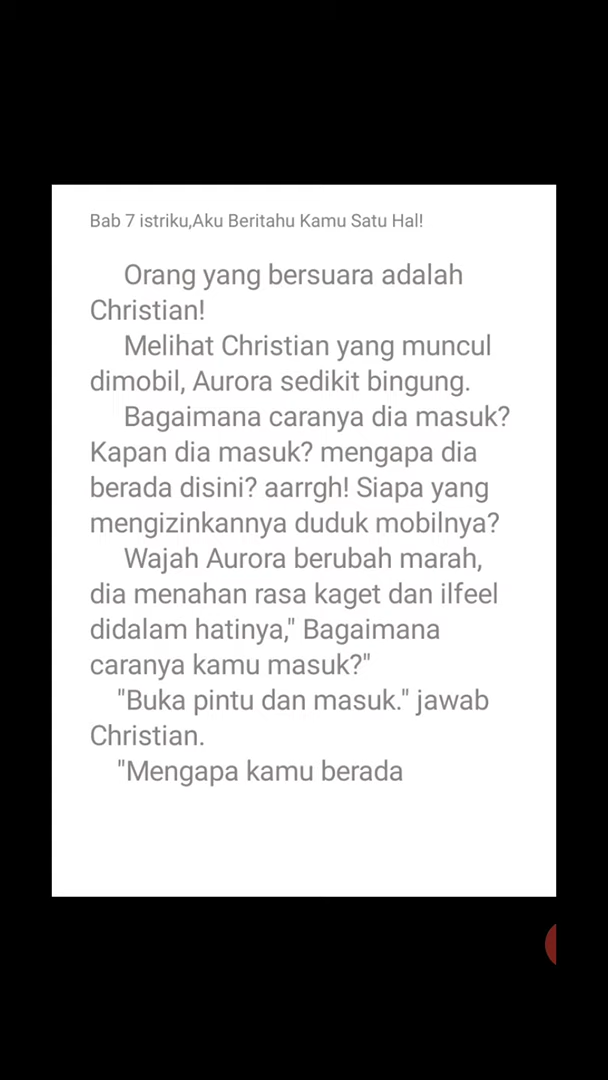 Bab 7 istriku,Aku Beritahu Kamu Satu Hal!
Orang yang bersuara adalah
Christian!
Melihat Christian yang muncul
dimobil, Aurora sedikit bingung.
Bagaimana caranya dia masuk?
Kapan dia masuk? mengapa dia
berada disini? aarrgh! Siapa yang
mengizinkannya duduk mobilnya?
Wajah Aurora berubah marah,
dia menahan rasa kaget dan ilfeel
didalam hatinya," Bagaimana
caranya kamu masuk?"
"Buka pintu dan masuk." jawab
Christian.
"Mengapa kamu berada